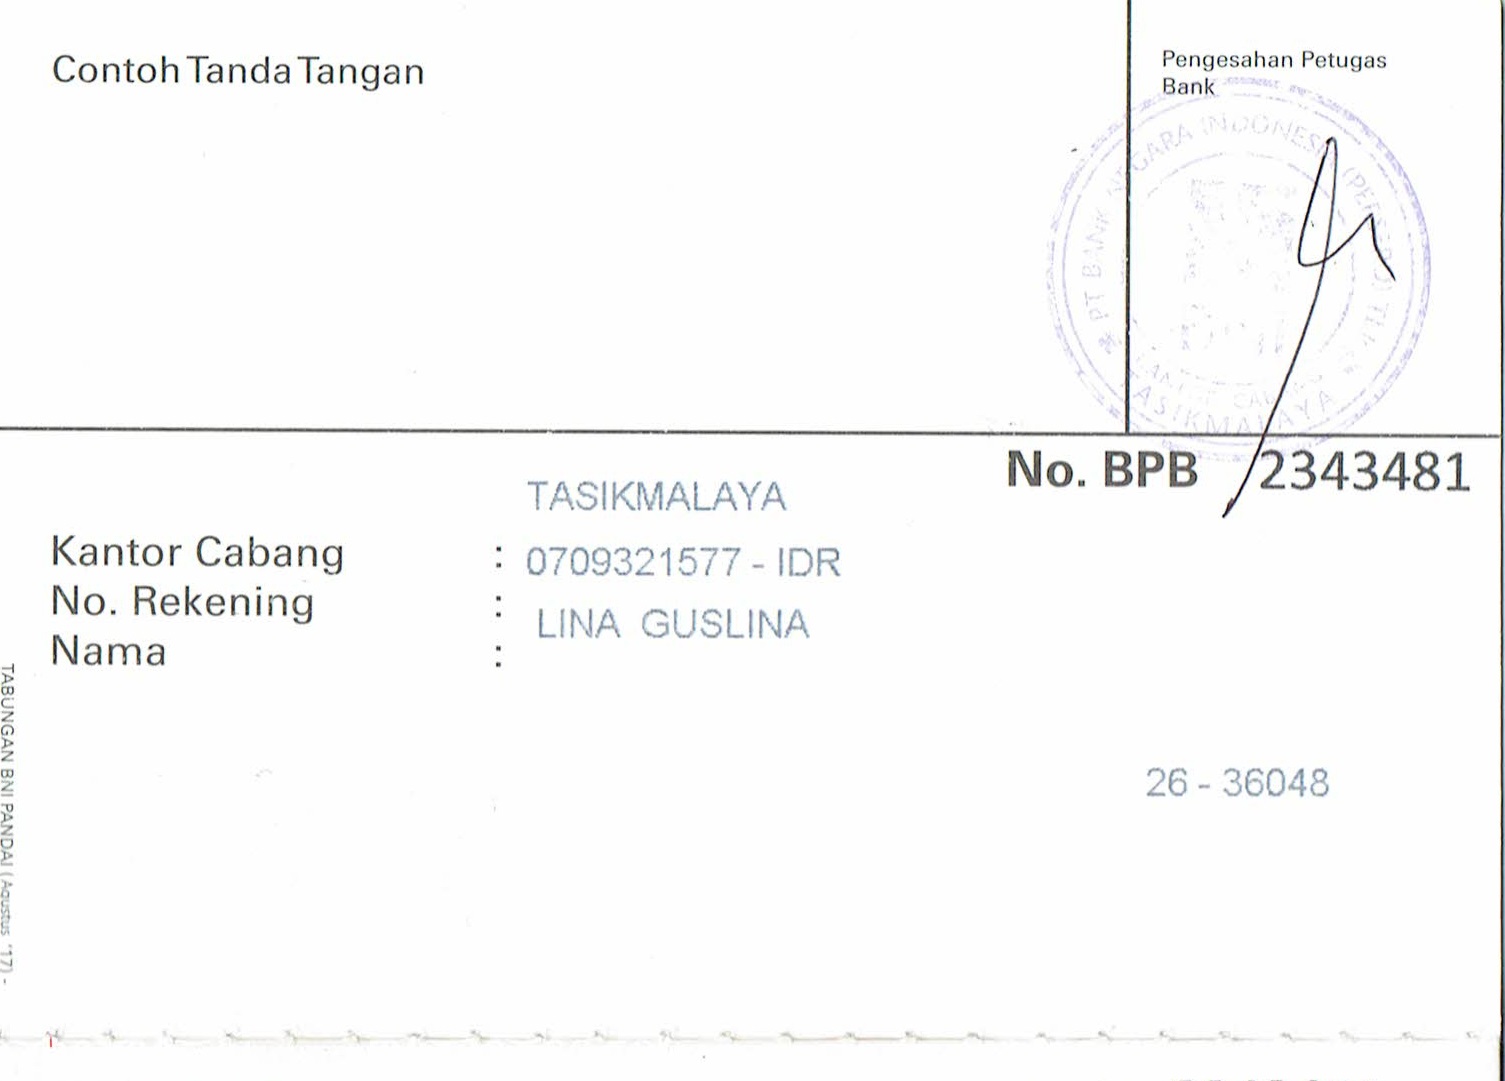 Contoh Tanda Tangan
Pengesahan Petugas
Bank
PT BANK NEGARA INDONESIA (PERSERO) Tbk
KANTOR CABANG
TASIKMALAYA
No. BPB 2343481
TASIKMALAYA
Kantor Cabang : 0709321577 - IDR
No. Rekening : LINA GUSLINA
Nama :
26 - 36048
TABUNGAN BNI PANDAI (Agustus '17) -